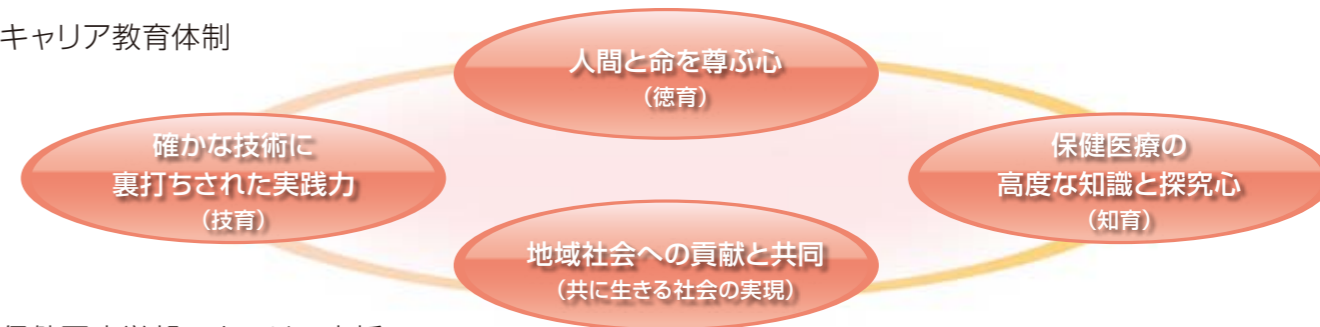 キャリア教育体制
人間と命を尊ぶ心
（徳育）
確かな技術に
裏打ちされた実践力
（技育）
保健医療の
高度な知識と探究心
（知育）
地域社会への貢献と共同
（共に生きる社会の実現）